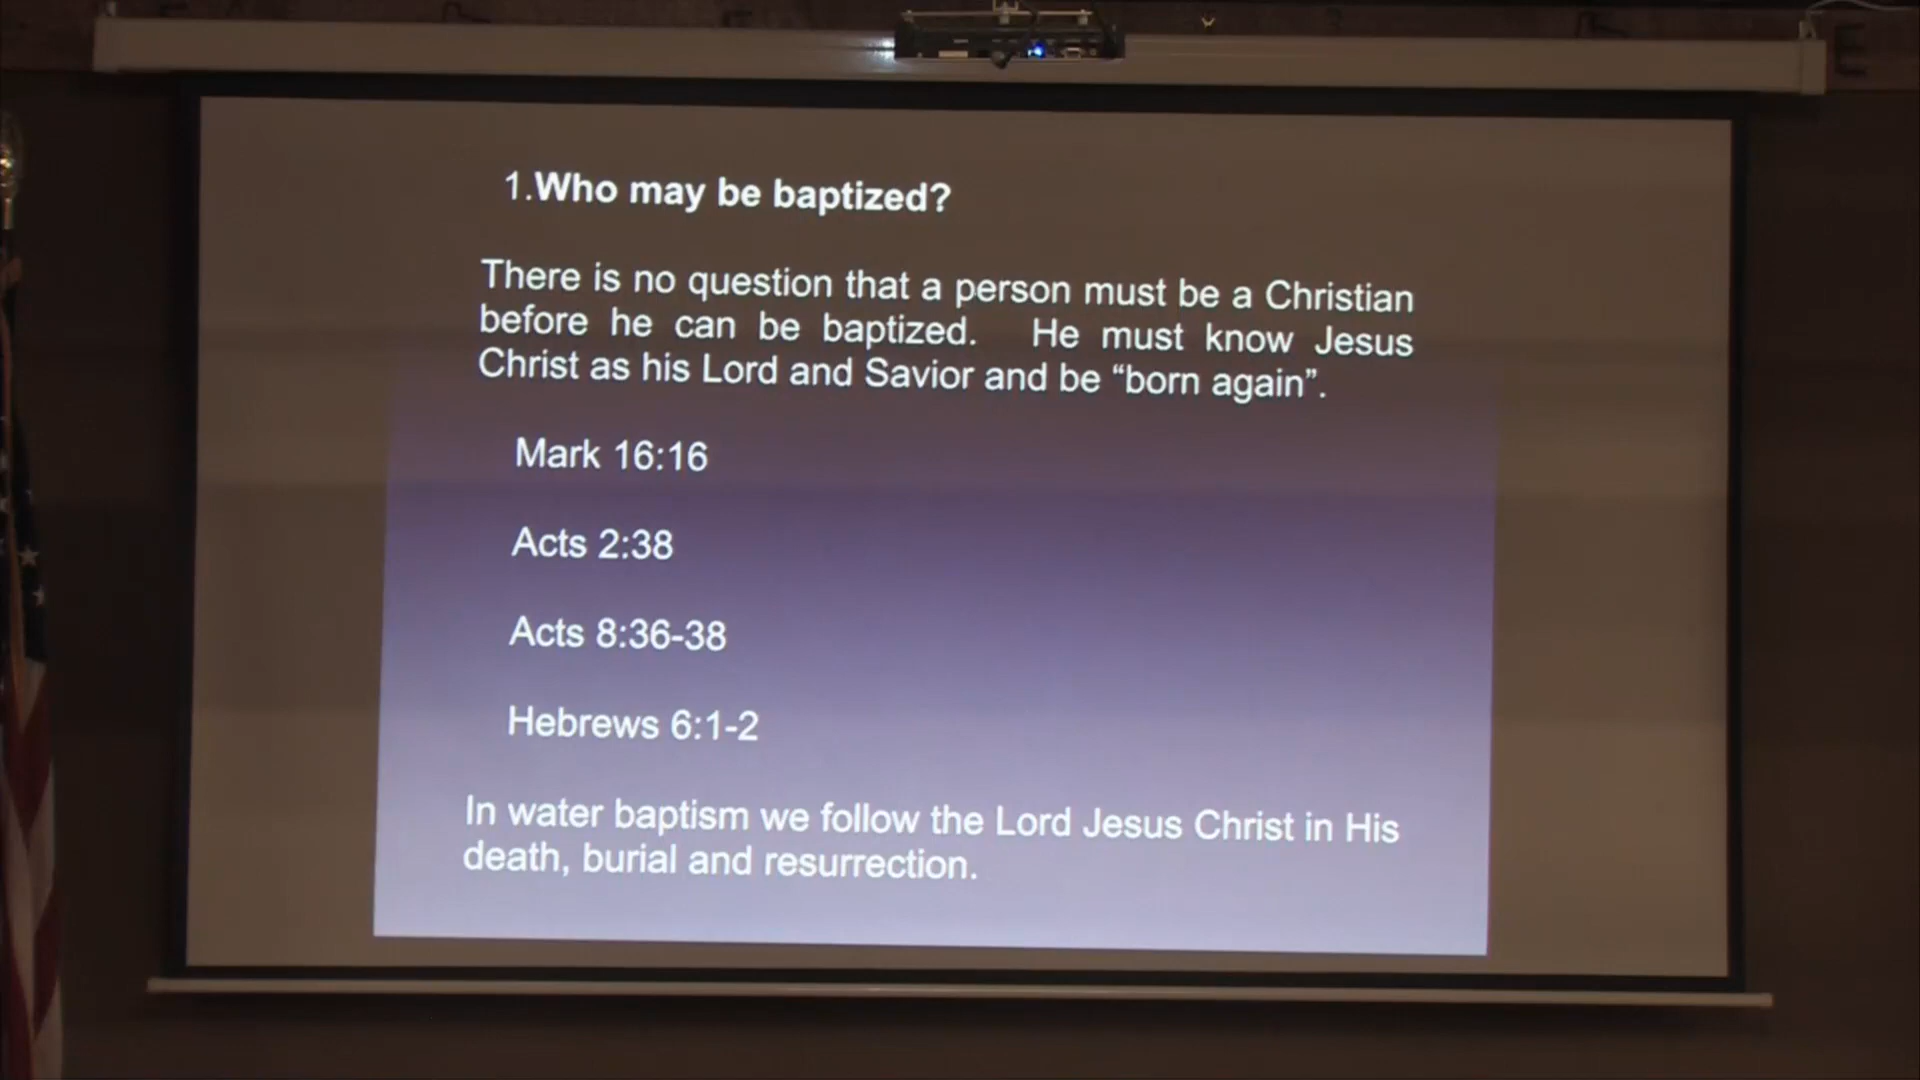 1.Who may be baptized?
There is no question that a person must be a Christian
before he can be baptized. He must know Jesus
Christ as his Lord and Savior and be “born again”.
Mark 16:16
Acts 2:38
Acts 8:36-38
Hebrews 6:1-2
In water baptism we follow the Lord Jesus Christ in His
death, burial and resurrection.